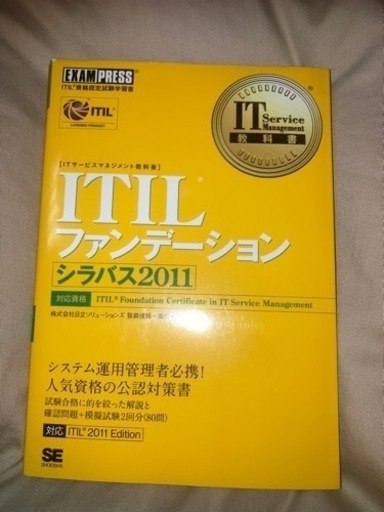 EXAMPRESS®
ITIL®資格認定試験学習書
ITIL®
LICENSED PRODUCT
IT Service
Management
教科書
[ITサービスマネジメント教科書]
ITIL®
ファンデーション
シラバス2011
対応資格 ITIL® Foundation Certificate in IT Service Management
株式会社日立ソリューションズ
システム運用管理者必携!
人気資格の公認対策書
試験合格に的を絞った解説と
確認問題+模擬試験2回分(80問)
対応 ITIL® 2011 Edition
SE
SHOEISHA